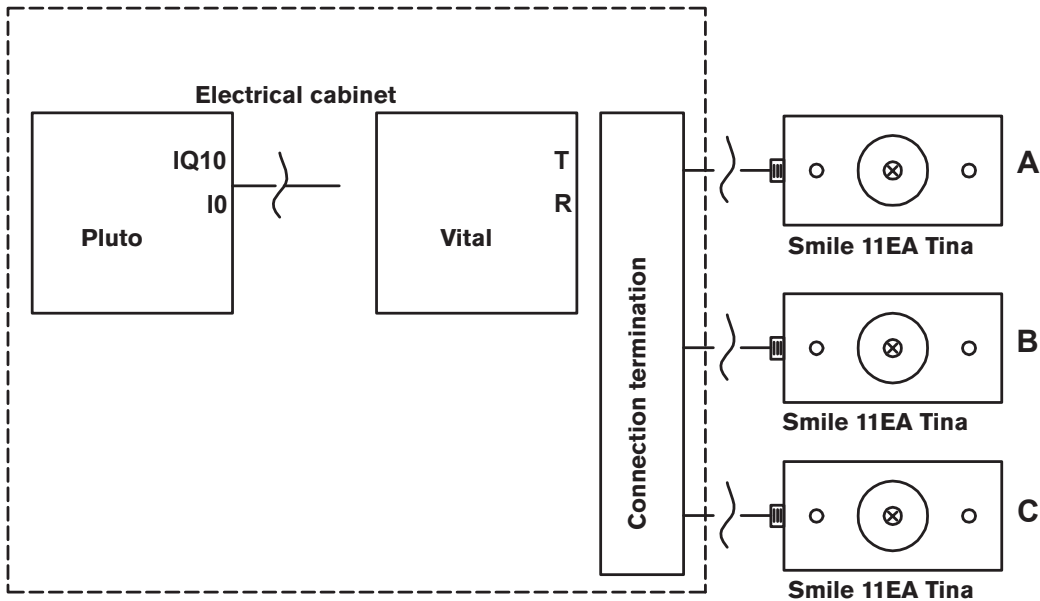 Electrical cabinet
IQ10
I0
Pluto
T
R
Vital
Connection termination
A
Smile 11EA Tina
B
Smile 11EA Tina
C
Smile 11EA Tina